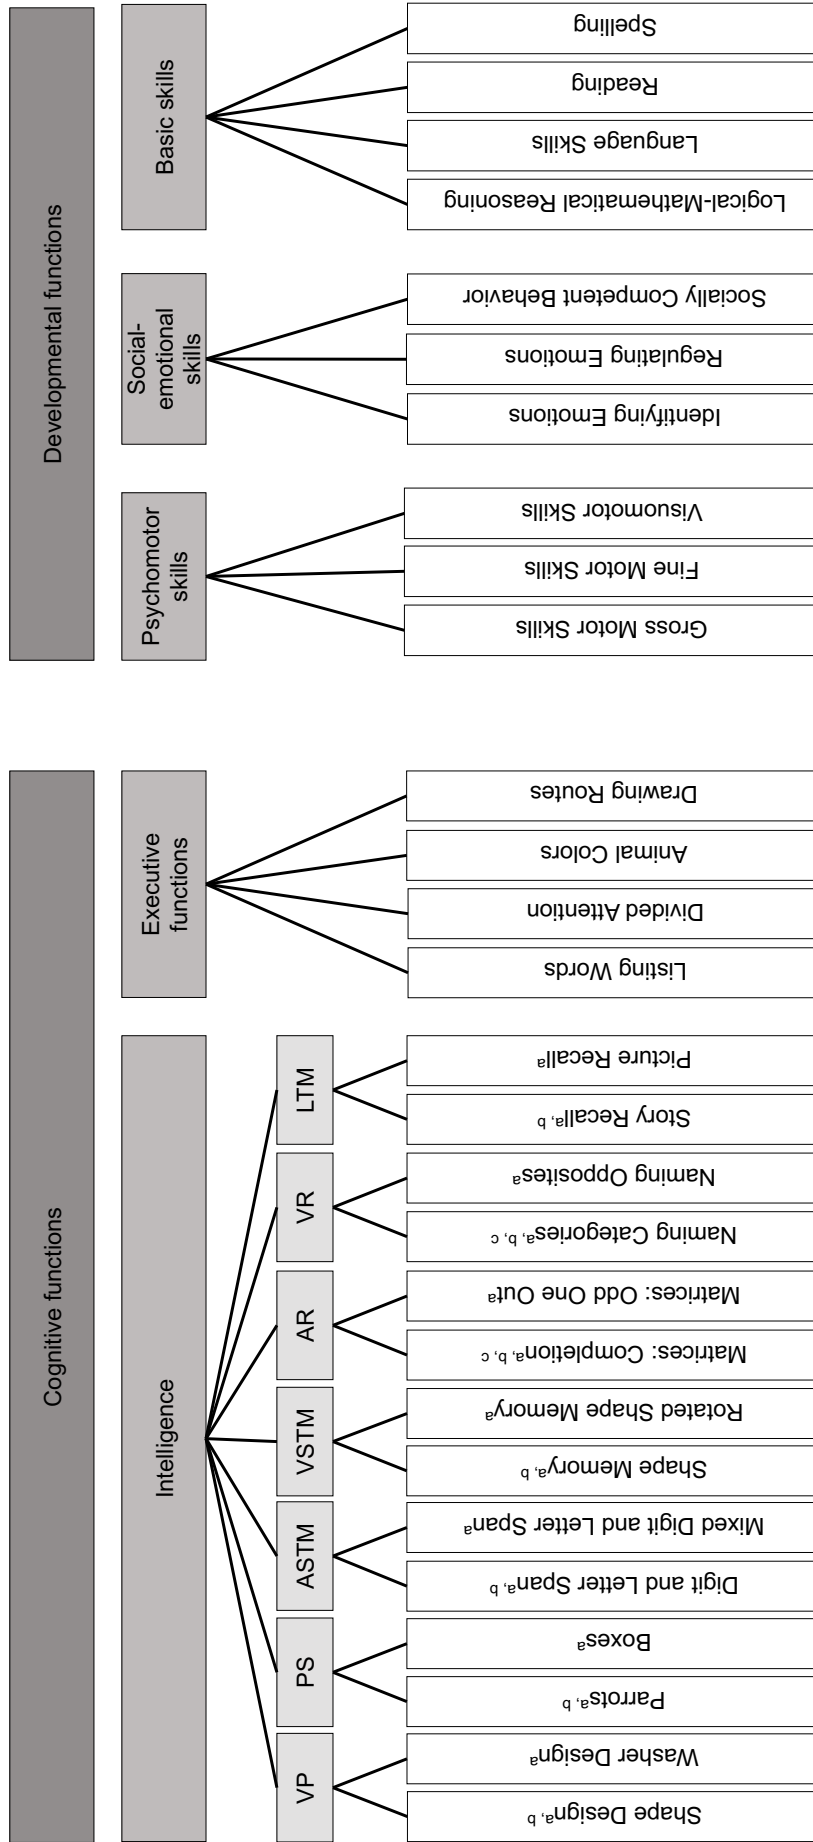 Cognitive functions
Developmental functions
Intelligence
Executive
functions
Psychomotor
skills
Social-
emotional
skills
Basic skills
VP
PS
ASTM
VSTM
AR
VR
LTM
Shape Designa, b
Washer Designa
Parrotsa, b
Boxesa
Digit and Letter Spana, b
Mixed Digit and Letter Spana
Shape Memorya, b
Rotated Shape Memorya
Matrices: Completiona, b, c
Matrices: Odd One Outa
Naming Categoriesa, b, c
Naming Oppositesa
Story Recalla, b
Picture Recalla
Listing Words
Divided Attention
Animal Colors
Drawing Routes
Gross Motor Skills
Fine Motor Skills
Visuomotor Skills
Identifying Emotions
Regulating Emotions
Socially Competent Behavior
Logical-Mathematical Reasoning
Language Skills
Reading
Spelling